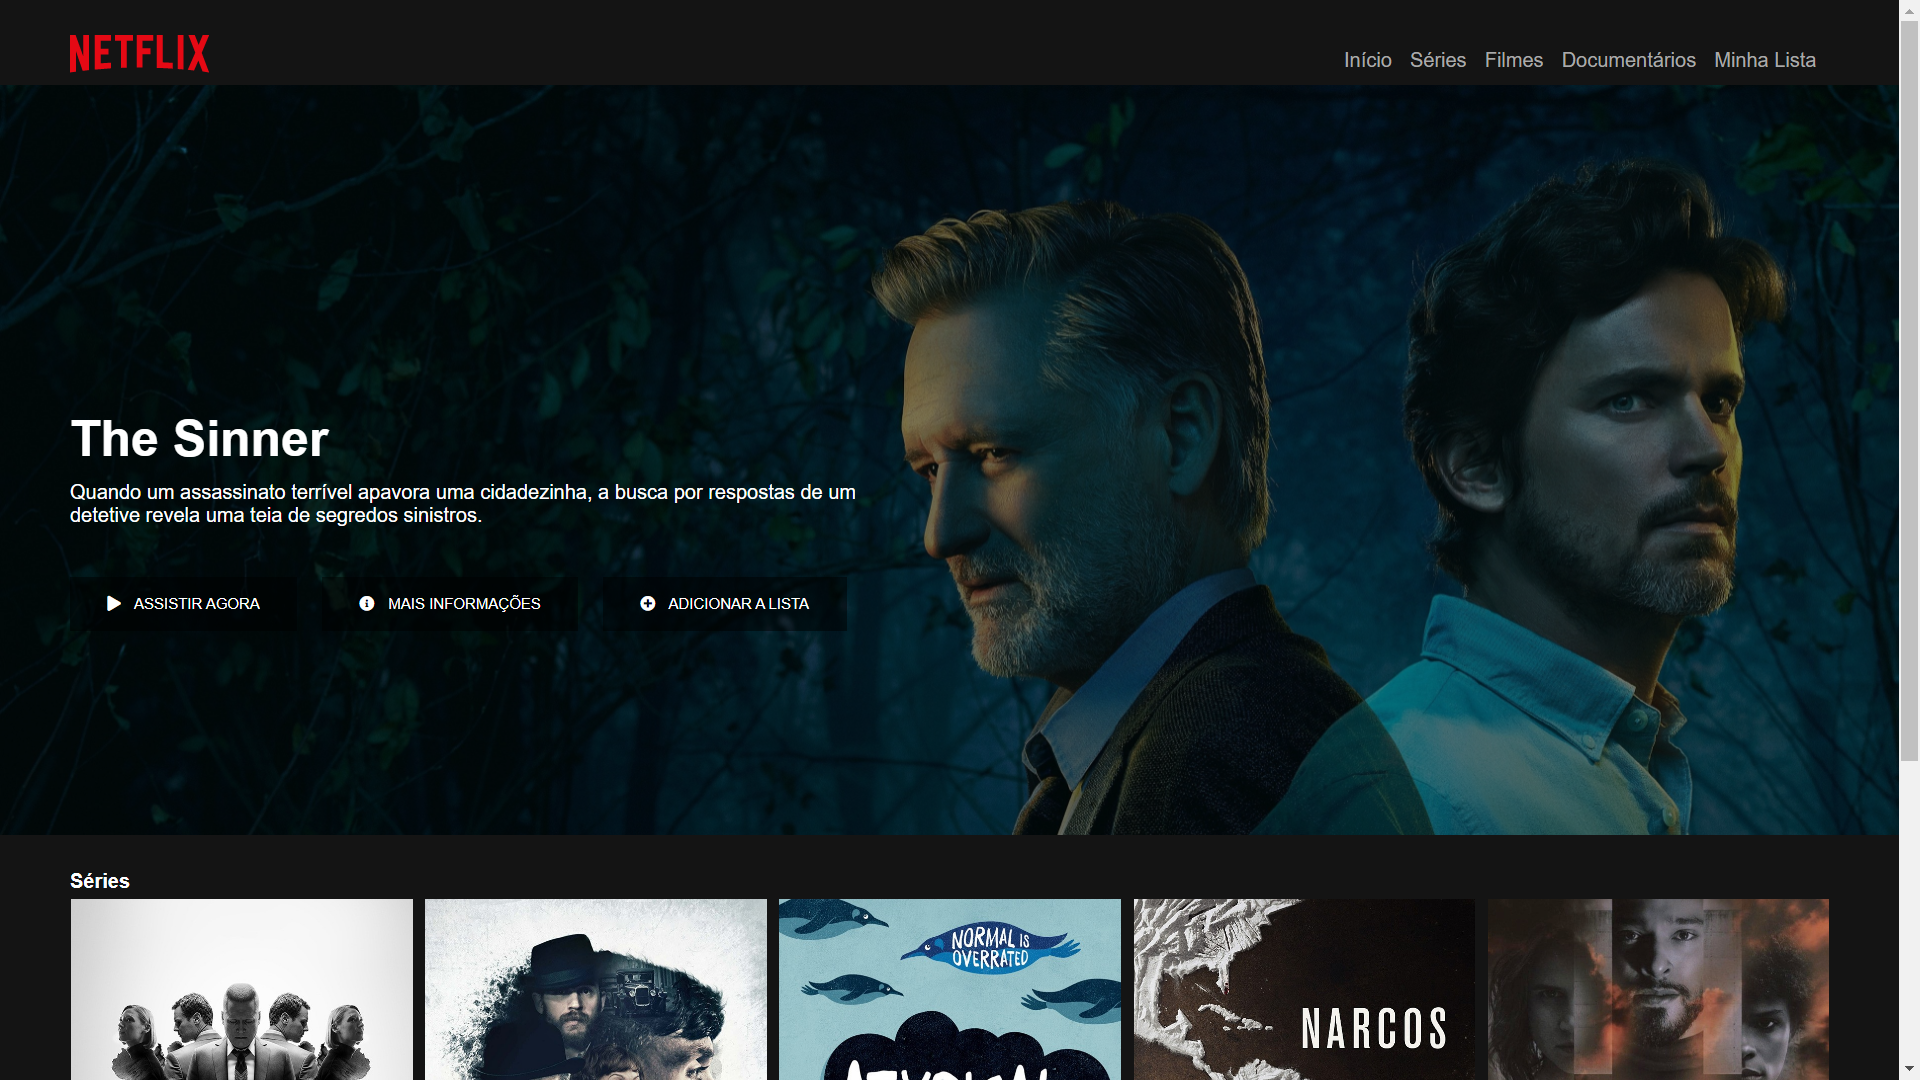 NETFLIX
Início Séries Filmes Documentários Minha Lista
The Sinner
Quando um assassinato terrível apavora uma cidadezinha, a busca por respostas de um
detetive revela uma teia de segredos sinistros.
ASSISTIR AGORA
MAIS INFORMAÇÕES
ADICIONAR A LISTA
Séries
NORMAL IS
OVERRATED
NARCOS